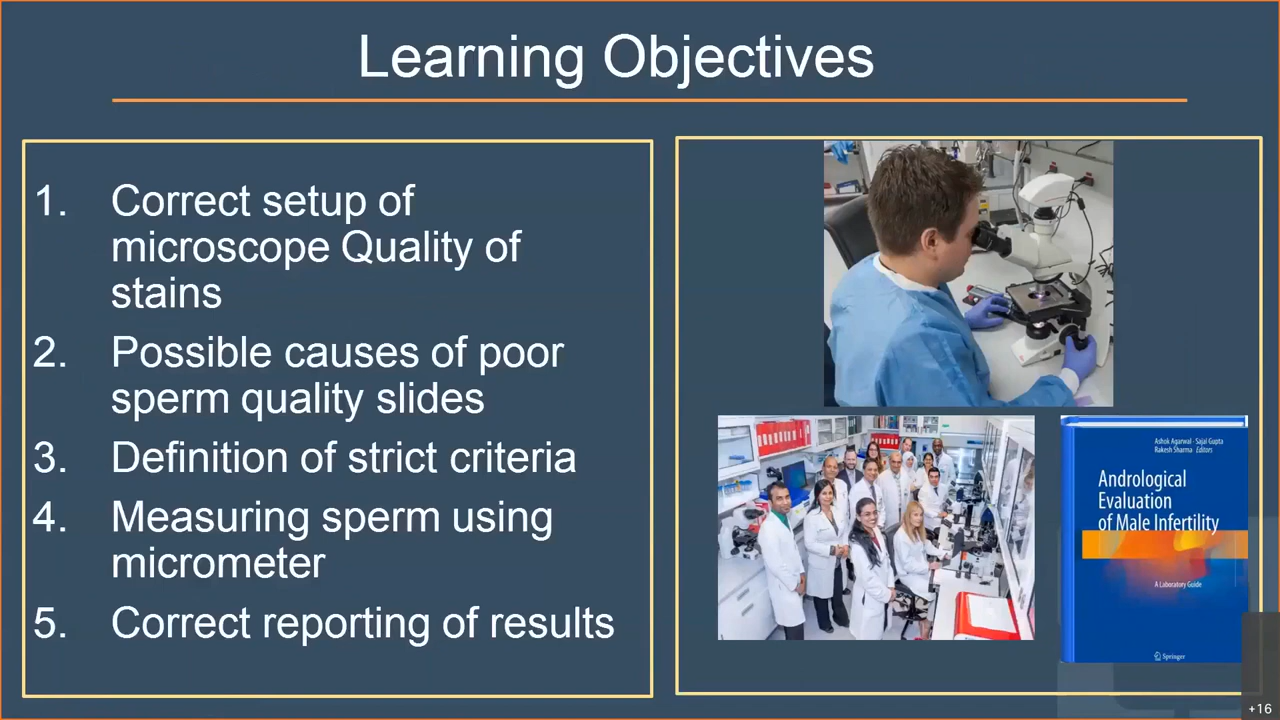 Learning Objectives
1. Correct setup of
microscope Quality of
stains
2. Possible causes of poor
sperm quality slides
3. Definition of strict criteria
4. Measuring sperm using
micrometer
5. Correct reporting of results
Ashok Agarwal · Sajal Gupta
Rakesh Sharma Editors
Andrological
Evaluation
of Male Infertility
A Laboratory Guide
Springer
+16